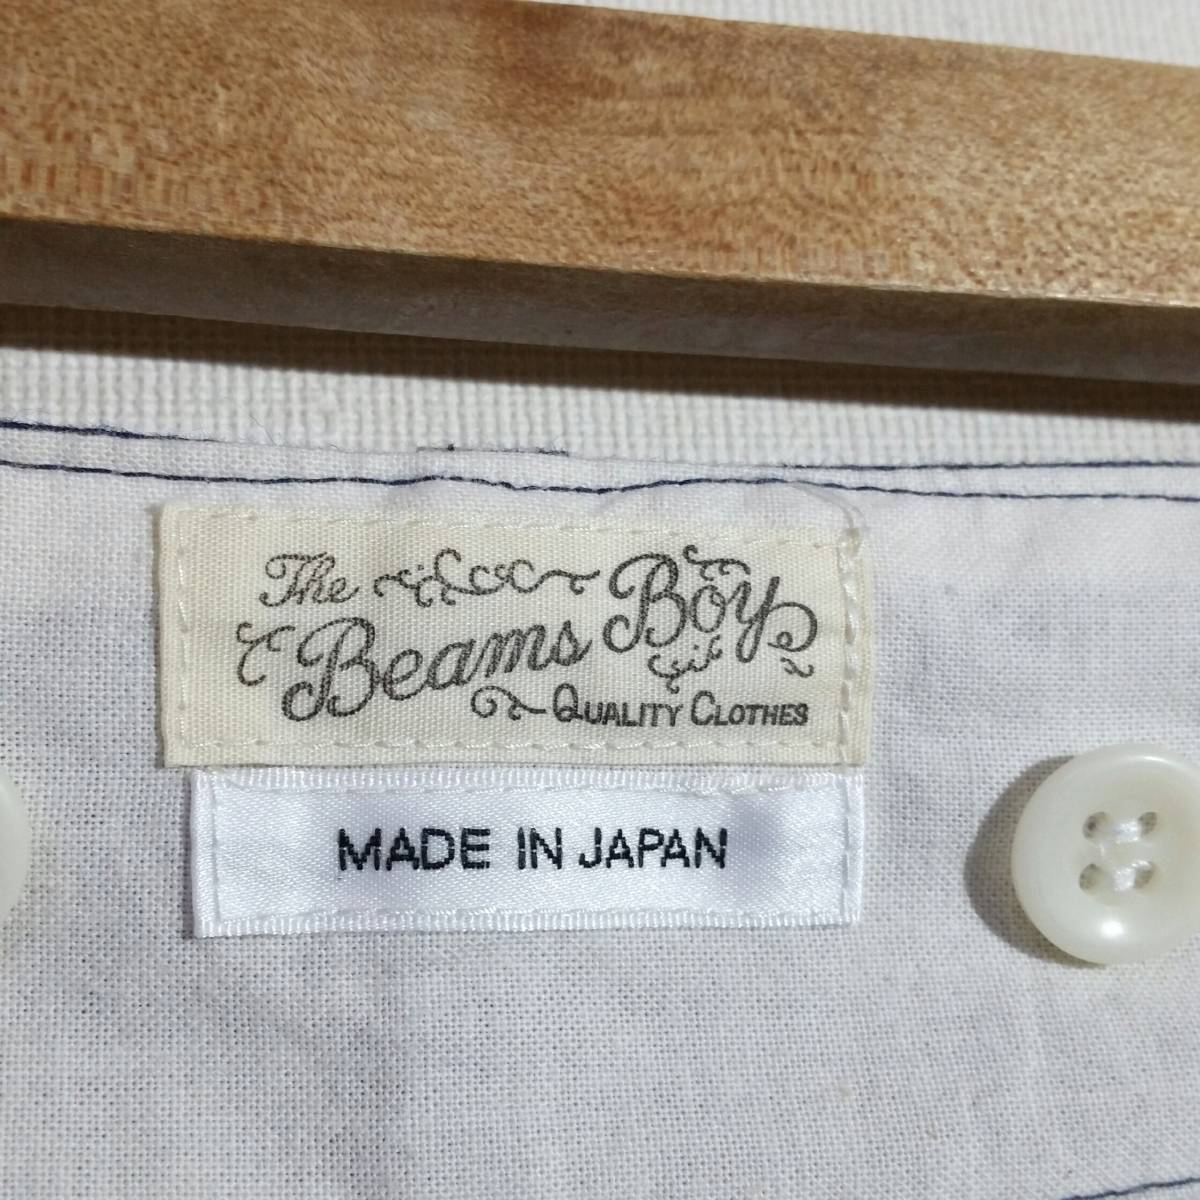 The
Beams Boy
QUALITY CLOTHES
MADE IN JAPAN